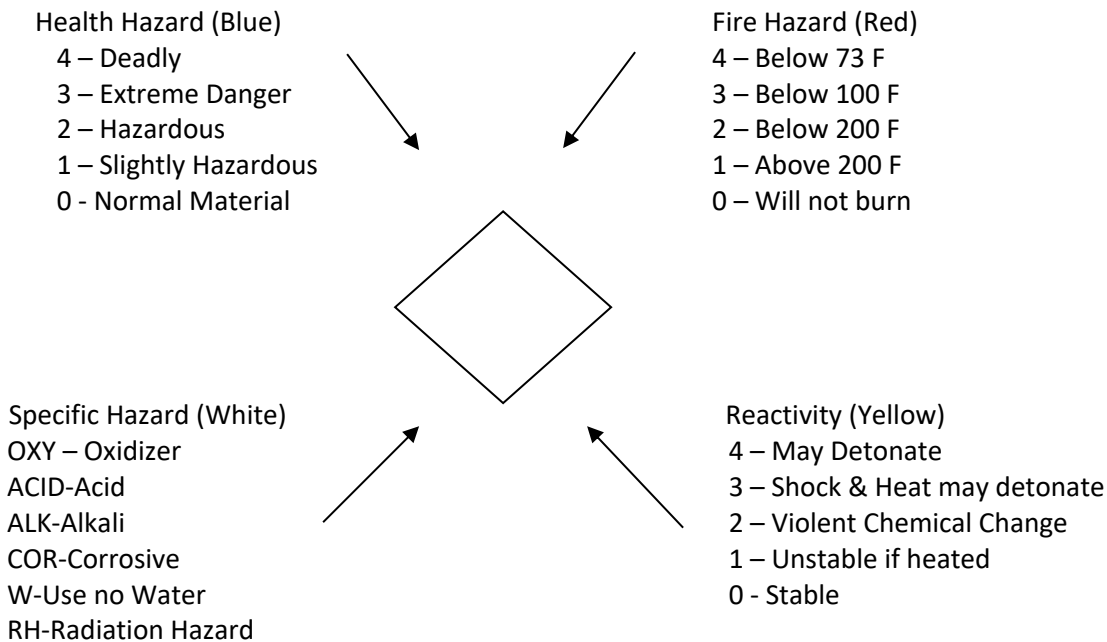 Health Hazard (Blue)
4 – Deadly
3 – Extreme Danger
2 – Hazardous
1 – Slightly Hazardous
0 - Normal Material
Fire Hazard (Red)
4 – Below 73 F
3 – Below 100 F
2 – Below 200 F
1 – Above 200 F
0 – Will not burn
Specific Hazard (White)
OXY – Oxidizer
ACID-Acid
ALK-Alkali
COR-Corrosive
W-Use no Water
RH-Radiation Hazard
Reactivity (Yellow)
4 – May Detonate
3 – Shock & Heat may detonate
2 – Violent Chemical Change
1 – Unstable if heated
0 - Stable